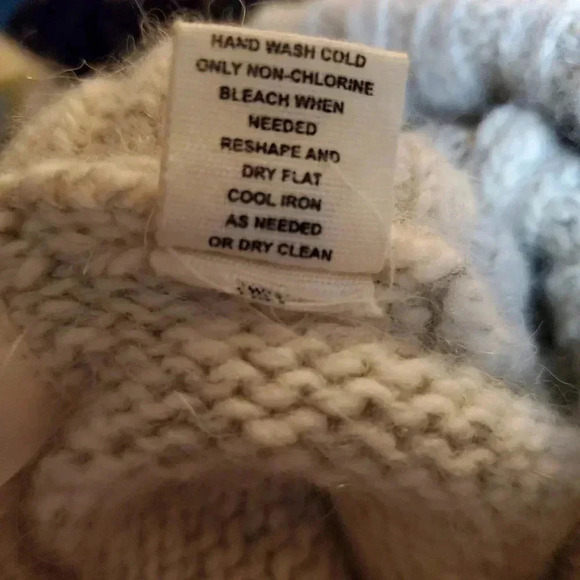 HAND WASH COLD
ONLY NON-CHLORINE
BLEACH WHEN
NEEDED
RESHAPE AND
DRY FLAT
COOL IRON
AS NEEDED
OR DRY CLEAN